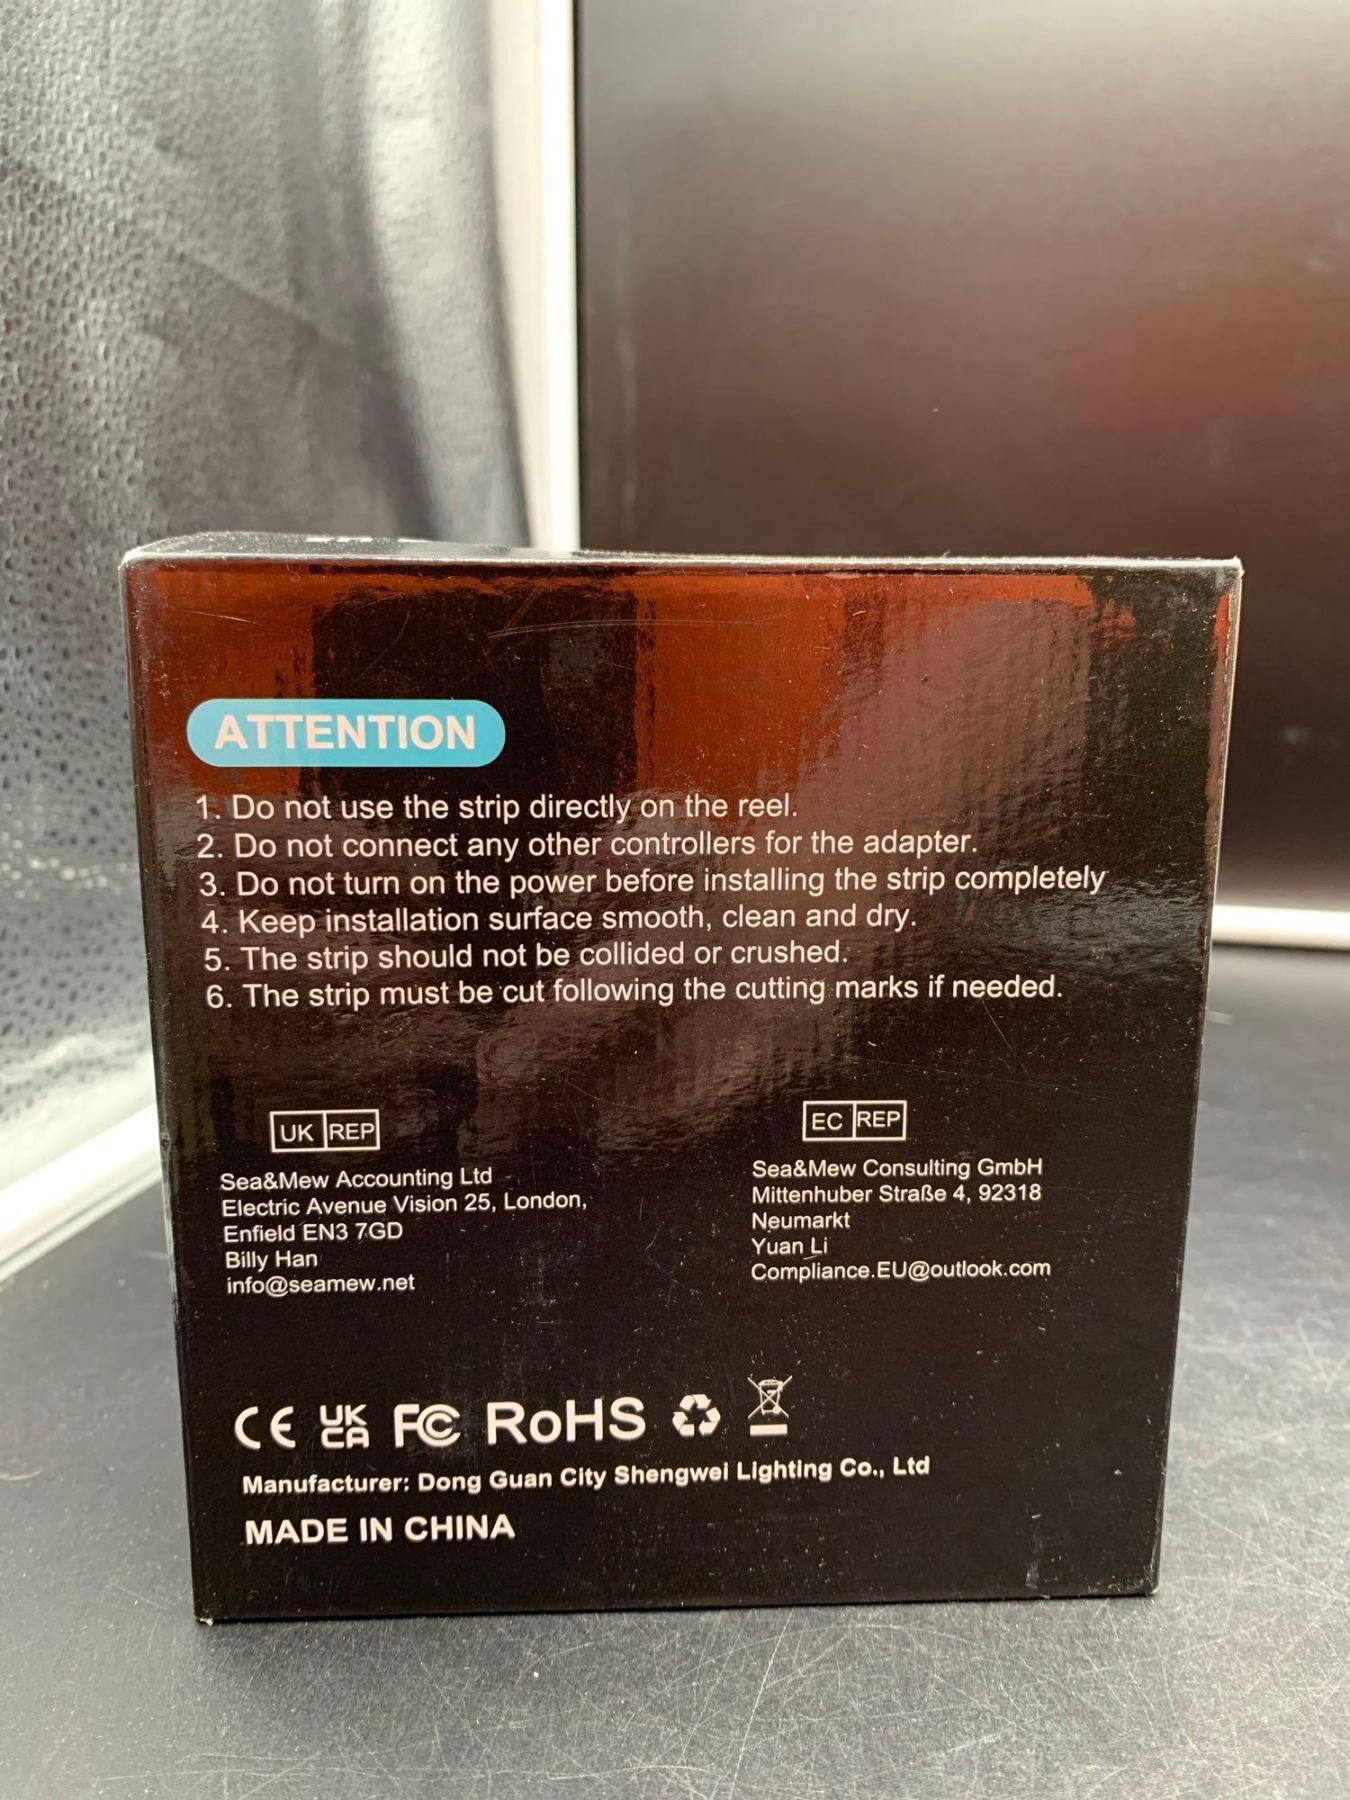 ATTENTION
1. Do not use the strip directly on the reel.
2. Do not connect any other controllers for the adapter.
3. Do not turn on the power before installing the strip completely
4. Keep installation surface smooth, clean and dry.
5. The strip should not be collided or crushed.
6. The strip must be cut following the cutting marks if needed.
UK REP
Sea&Mew Accounting Ltd
Electric Avenue Vision 25, London,
Enfield EN3 7GD
Billy Han
info@seamew.net
EC REP
Sea&Mew Consulting GmbH
Mittenhuber Straße 4, 92318
Neumarkt
Yuan Li
Compliance.EU@outlook.com
CE UK CA FC RoHS
Manufacturer: Dong Guan City Shengwei Lighting Co., Ltd
MADE IN CHINA